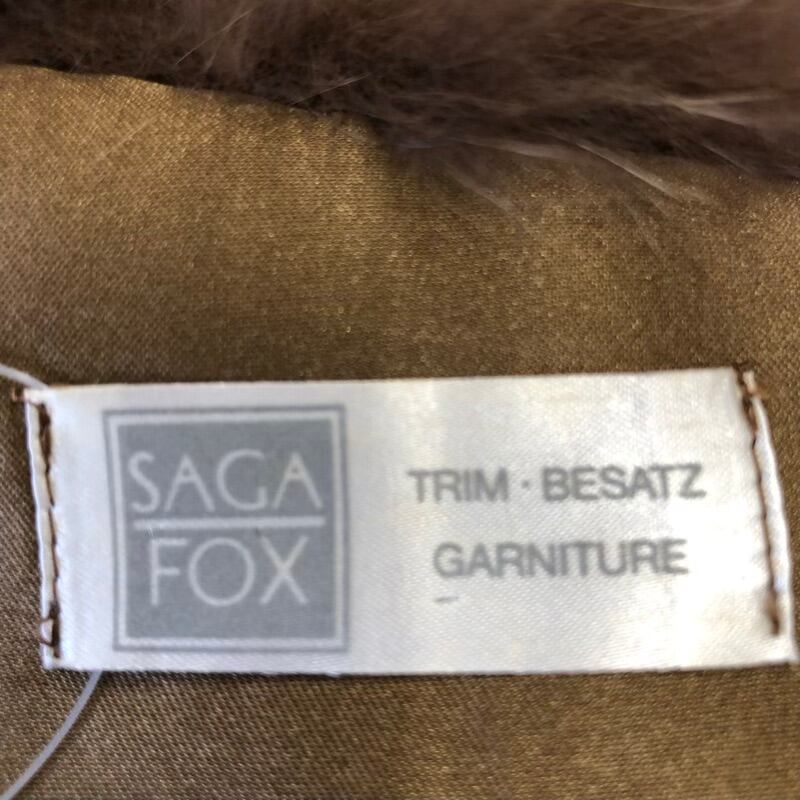 SAGA
FOX
TRIM · BESATZ
GARNITURE